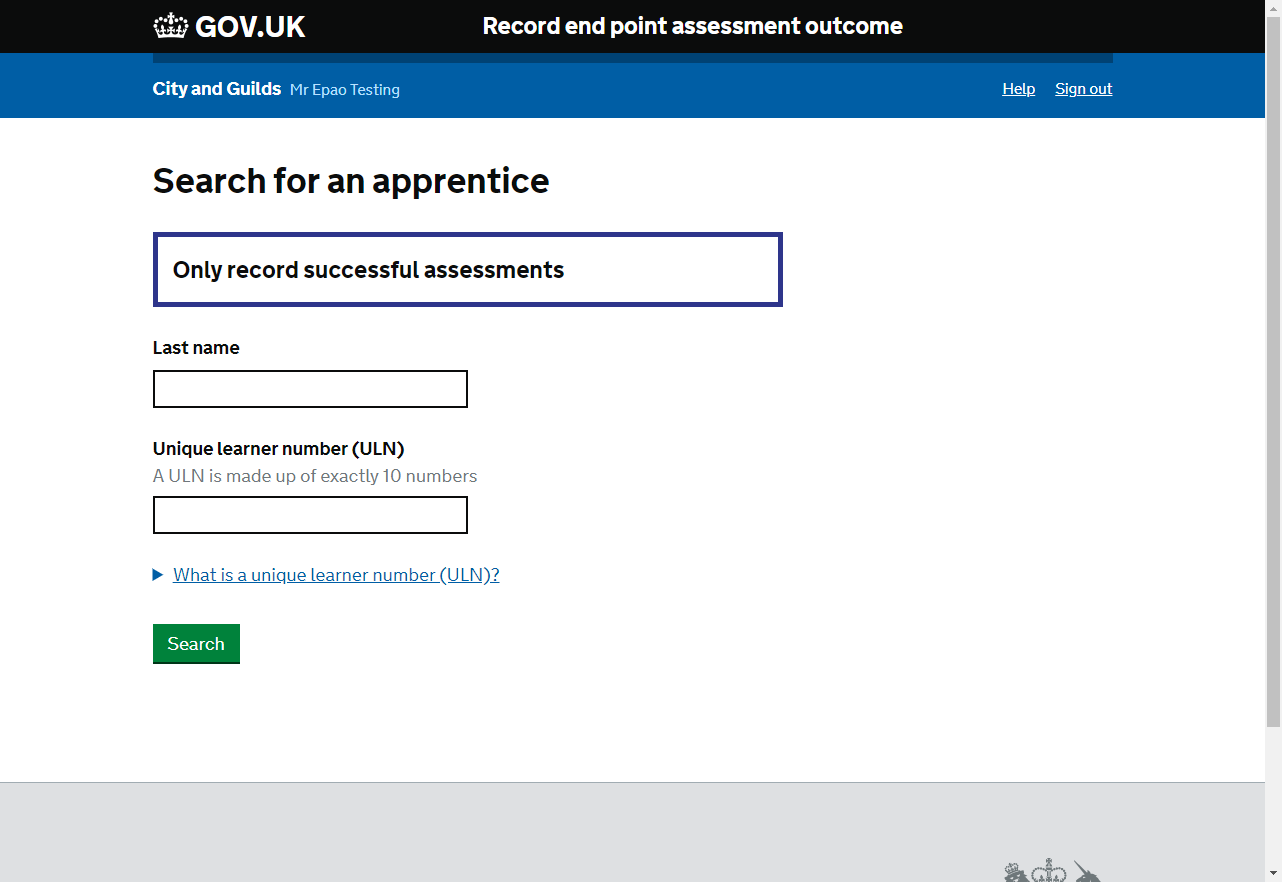 GOV.UK
Record end point assessment outcome
City and Guilds Mr Epao Testing
Help
Sign out
Search for an apprentice
Only record successful assessments
Last name
Unique learner number (ULN)
A ULN is made up of exactly 10 numbers
What is a unique learner number (ULN)?
Search